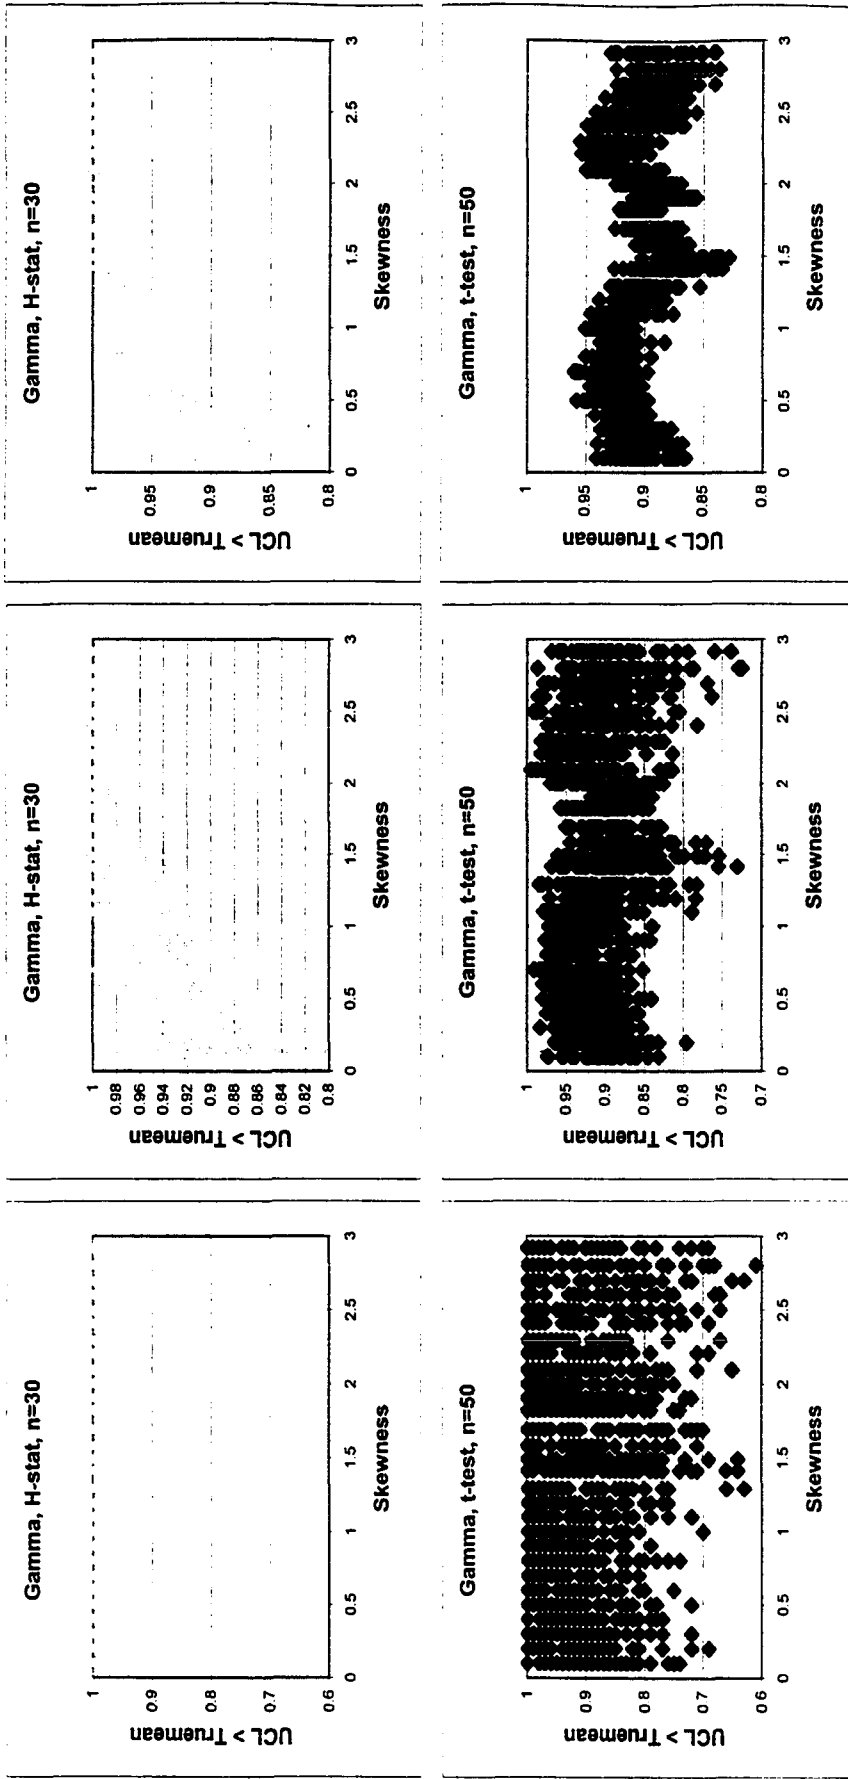 Gamma, H-stat, n=30
UCL > Truemean
1
0.9
0.8
0.7
0.6
0 0.5 1 1.5 2 2.5 3
Skewness
Gamma, H-stat, n=30
UCL > Truemean
1
0.98
0.96
0.94
0.92
0.9
0.88
0.86
0.84
0.82
0.8
0 0.5 1 1.5 2 2.5 3
Skewness
Gamma, H-stat, n=30
UCL > Truemean
1
0.95
0.9
0.85
0.8
0 0.5 1 1.5 2 2.5 3
Skewness
Gamma, t-test, n=50
UCL > Truemean
1
0.9
0.8
0.7
0.6
0 0.5 1 1.5 2 2.5 3
Skewness
Gamma, t-test, n=50
UCL > Truemean
1
0.95
0.9
0.85
0.8
0.75
0.7
0 0.5 1 1.5 2 2.5 3
Skewness
Gamma, t-test, n=50
UCL > Truemean
1
0.95
0.9
0.85
0.8
0 0.5 1 1.5 2 2.5 3
Skewness